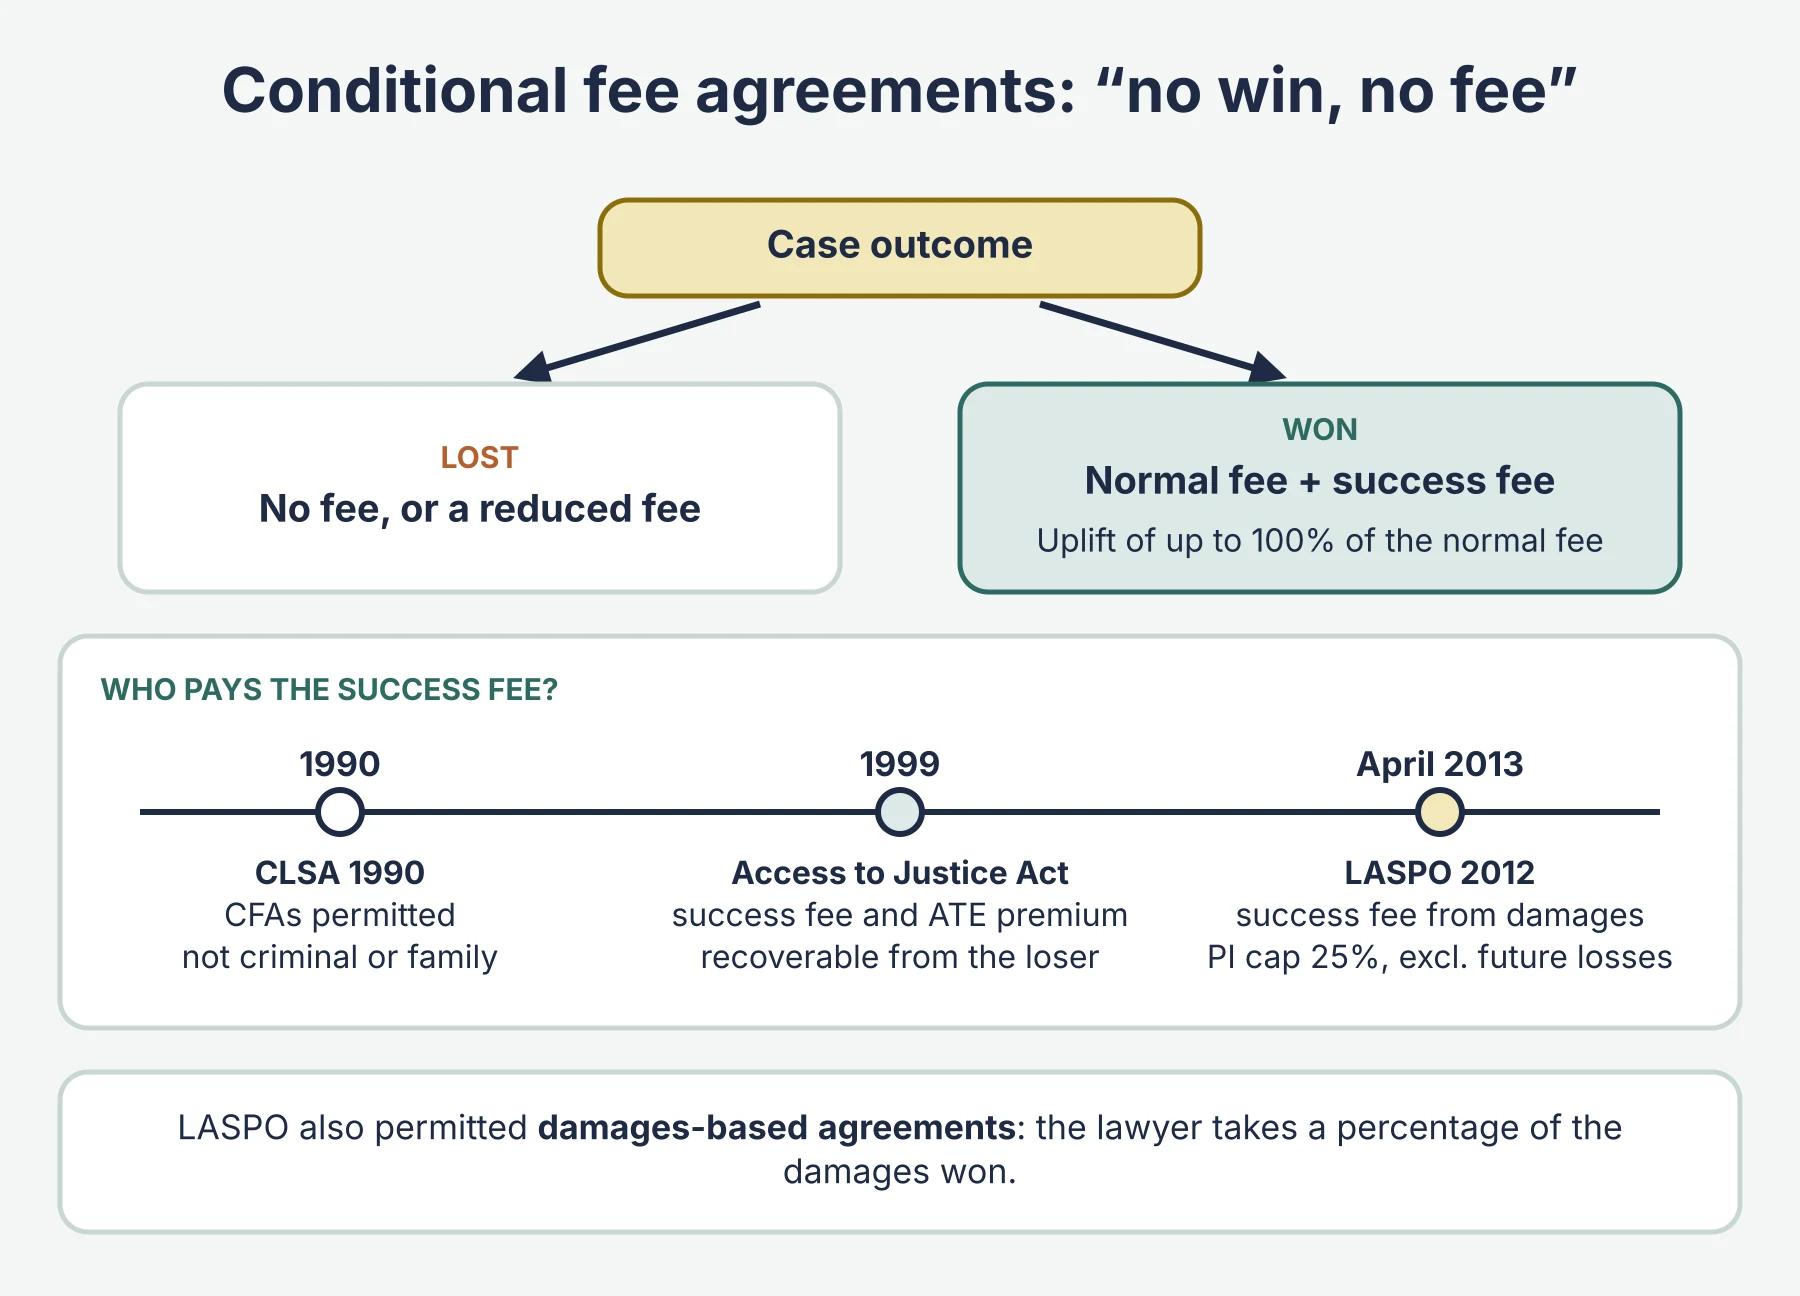 Conditional fee agreements: “no win, no fee”
Case outcome
LOST
No fee, or a reduced fee
WON
Normal fee + success fee
Uplift of up to 100% of the normal fee
WHO PAYS THE SUCCESS FEE?
1990
CLSA 1990
CFAs permitted
not criminal or family
1999
Access to Justice Act
success fee and ATE premium
recoverable from the loser
April 2013
LASPO 2012
success fee from damages
PI cap 25%, excl. future losses
LASPO also permitted damages-based agreements: the lawyer takes a percentage of the
damages won.